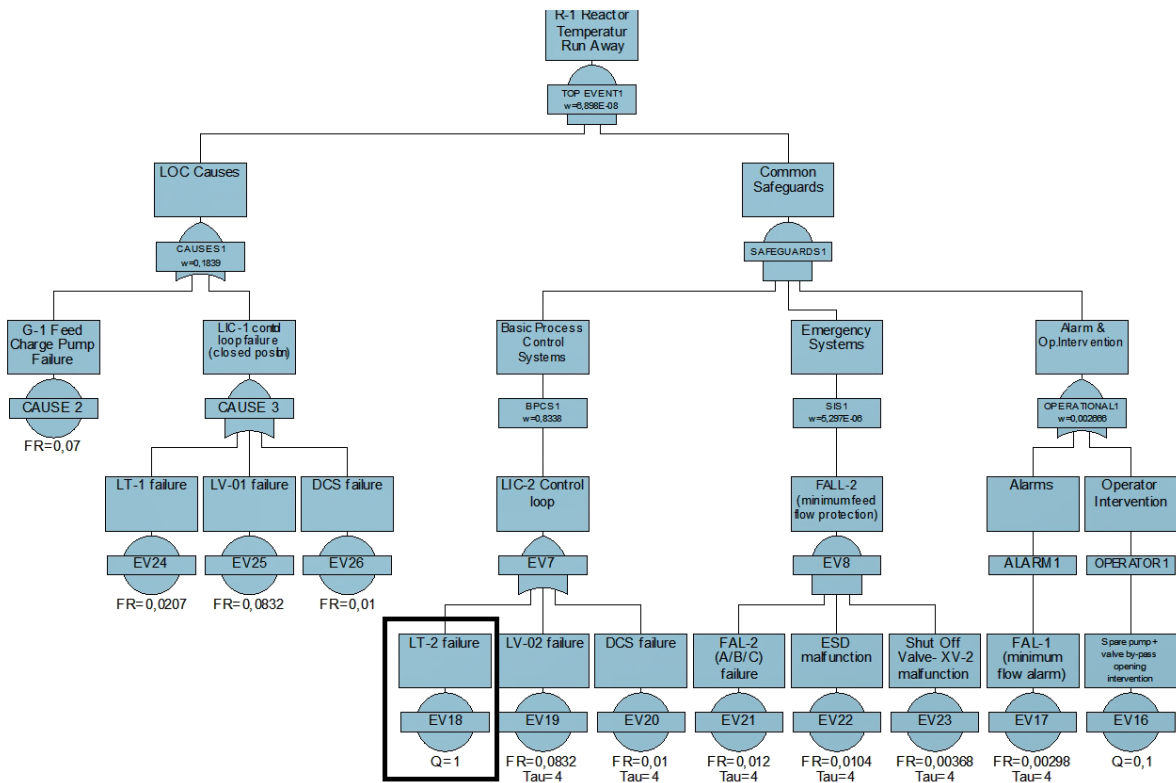 R-1 Reactor
Temperatur
Run Away
TOP EVENT1
w=6,898E-08
LOC Causes
Common
Safeguards
CAUSES1
w=0,1839
SAFEGUARDS1
G-1 Feed
Charge Pump
Failure
LIC-1 control
loop failure
(closed position)
Basic Process
Control
Systems
Emergency
Systems
Alarm &
Op.Intervention
CAUSE 2
FR=0,07
CAUSE 3
BPCS1
w=0,8338
SIS1
w=6,297E-06
OPERATIONAL1
w=0,002666
LT-1 failure
LV-01 failure
DCS failure
LIC-2 Control
loop
FALL-2
(minimum feed
flow protection)
Alarms
Operator
Intervention
EV24
FR=0,0207
EV25
FR=0,0832
EV26
FR=0,01
EV7
EV8
ALARM1
OPERATOR1
LT-2 failure
LV-02 failure
DCS failure
FAL-2
(A/B/C)
failure
ESD
malfunction
Shut Off
Valve- XV-2
malfunction
FAL-1
(minimum
flow alarm)
Spare pump+
valve by-pass
opening
intervention
EV18
Q=1
EV19
FR=0,0832
Tau=4
EV20
FR=0,01
Tau=4
EV21
FR=0,012
Tau=4
EV22
FR=0,0104
Tau=4
EV23
FR=0,00368
Tau=4
EV17
FR=0,00298
Tau=4
EV16
Q=0,1